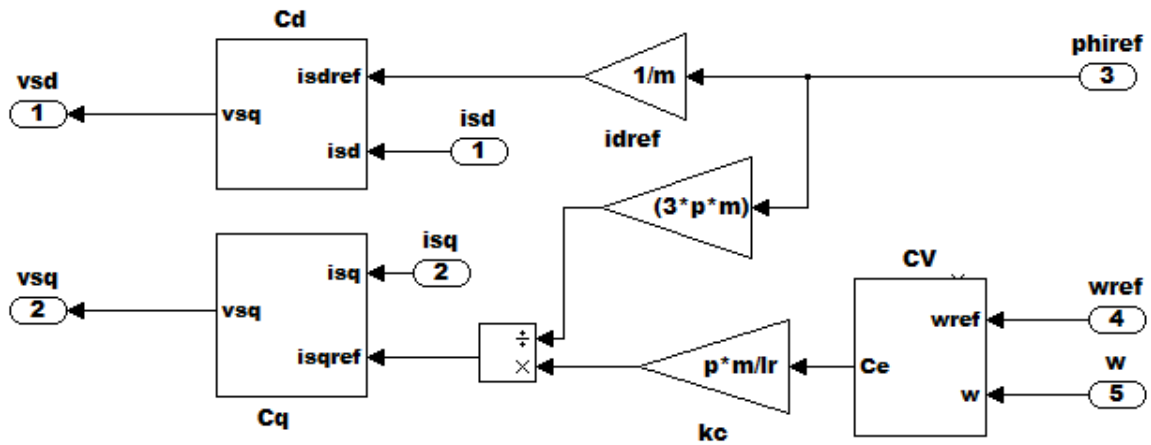 Cd
phiref
3
vsd
1
isdref
1/m
vsq
isd
isd
1
idref
(3*p*m)
isq
2
vsq
2
isq
vsq
isqref
Cq
÷
×
p*m/lr
kc
CV
wref
4
wref
Ce
w
w
5